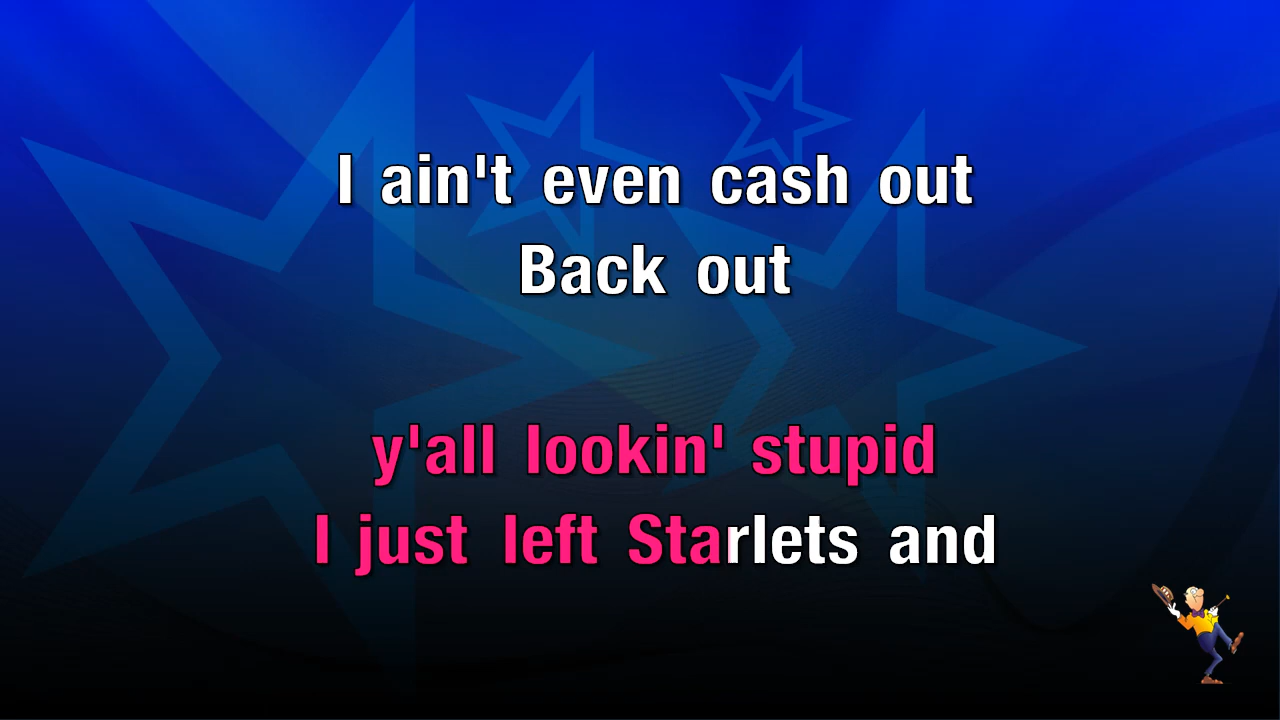 I ain't even cash out
Back out
y'all lookin' stupid
I just left Starlets and